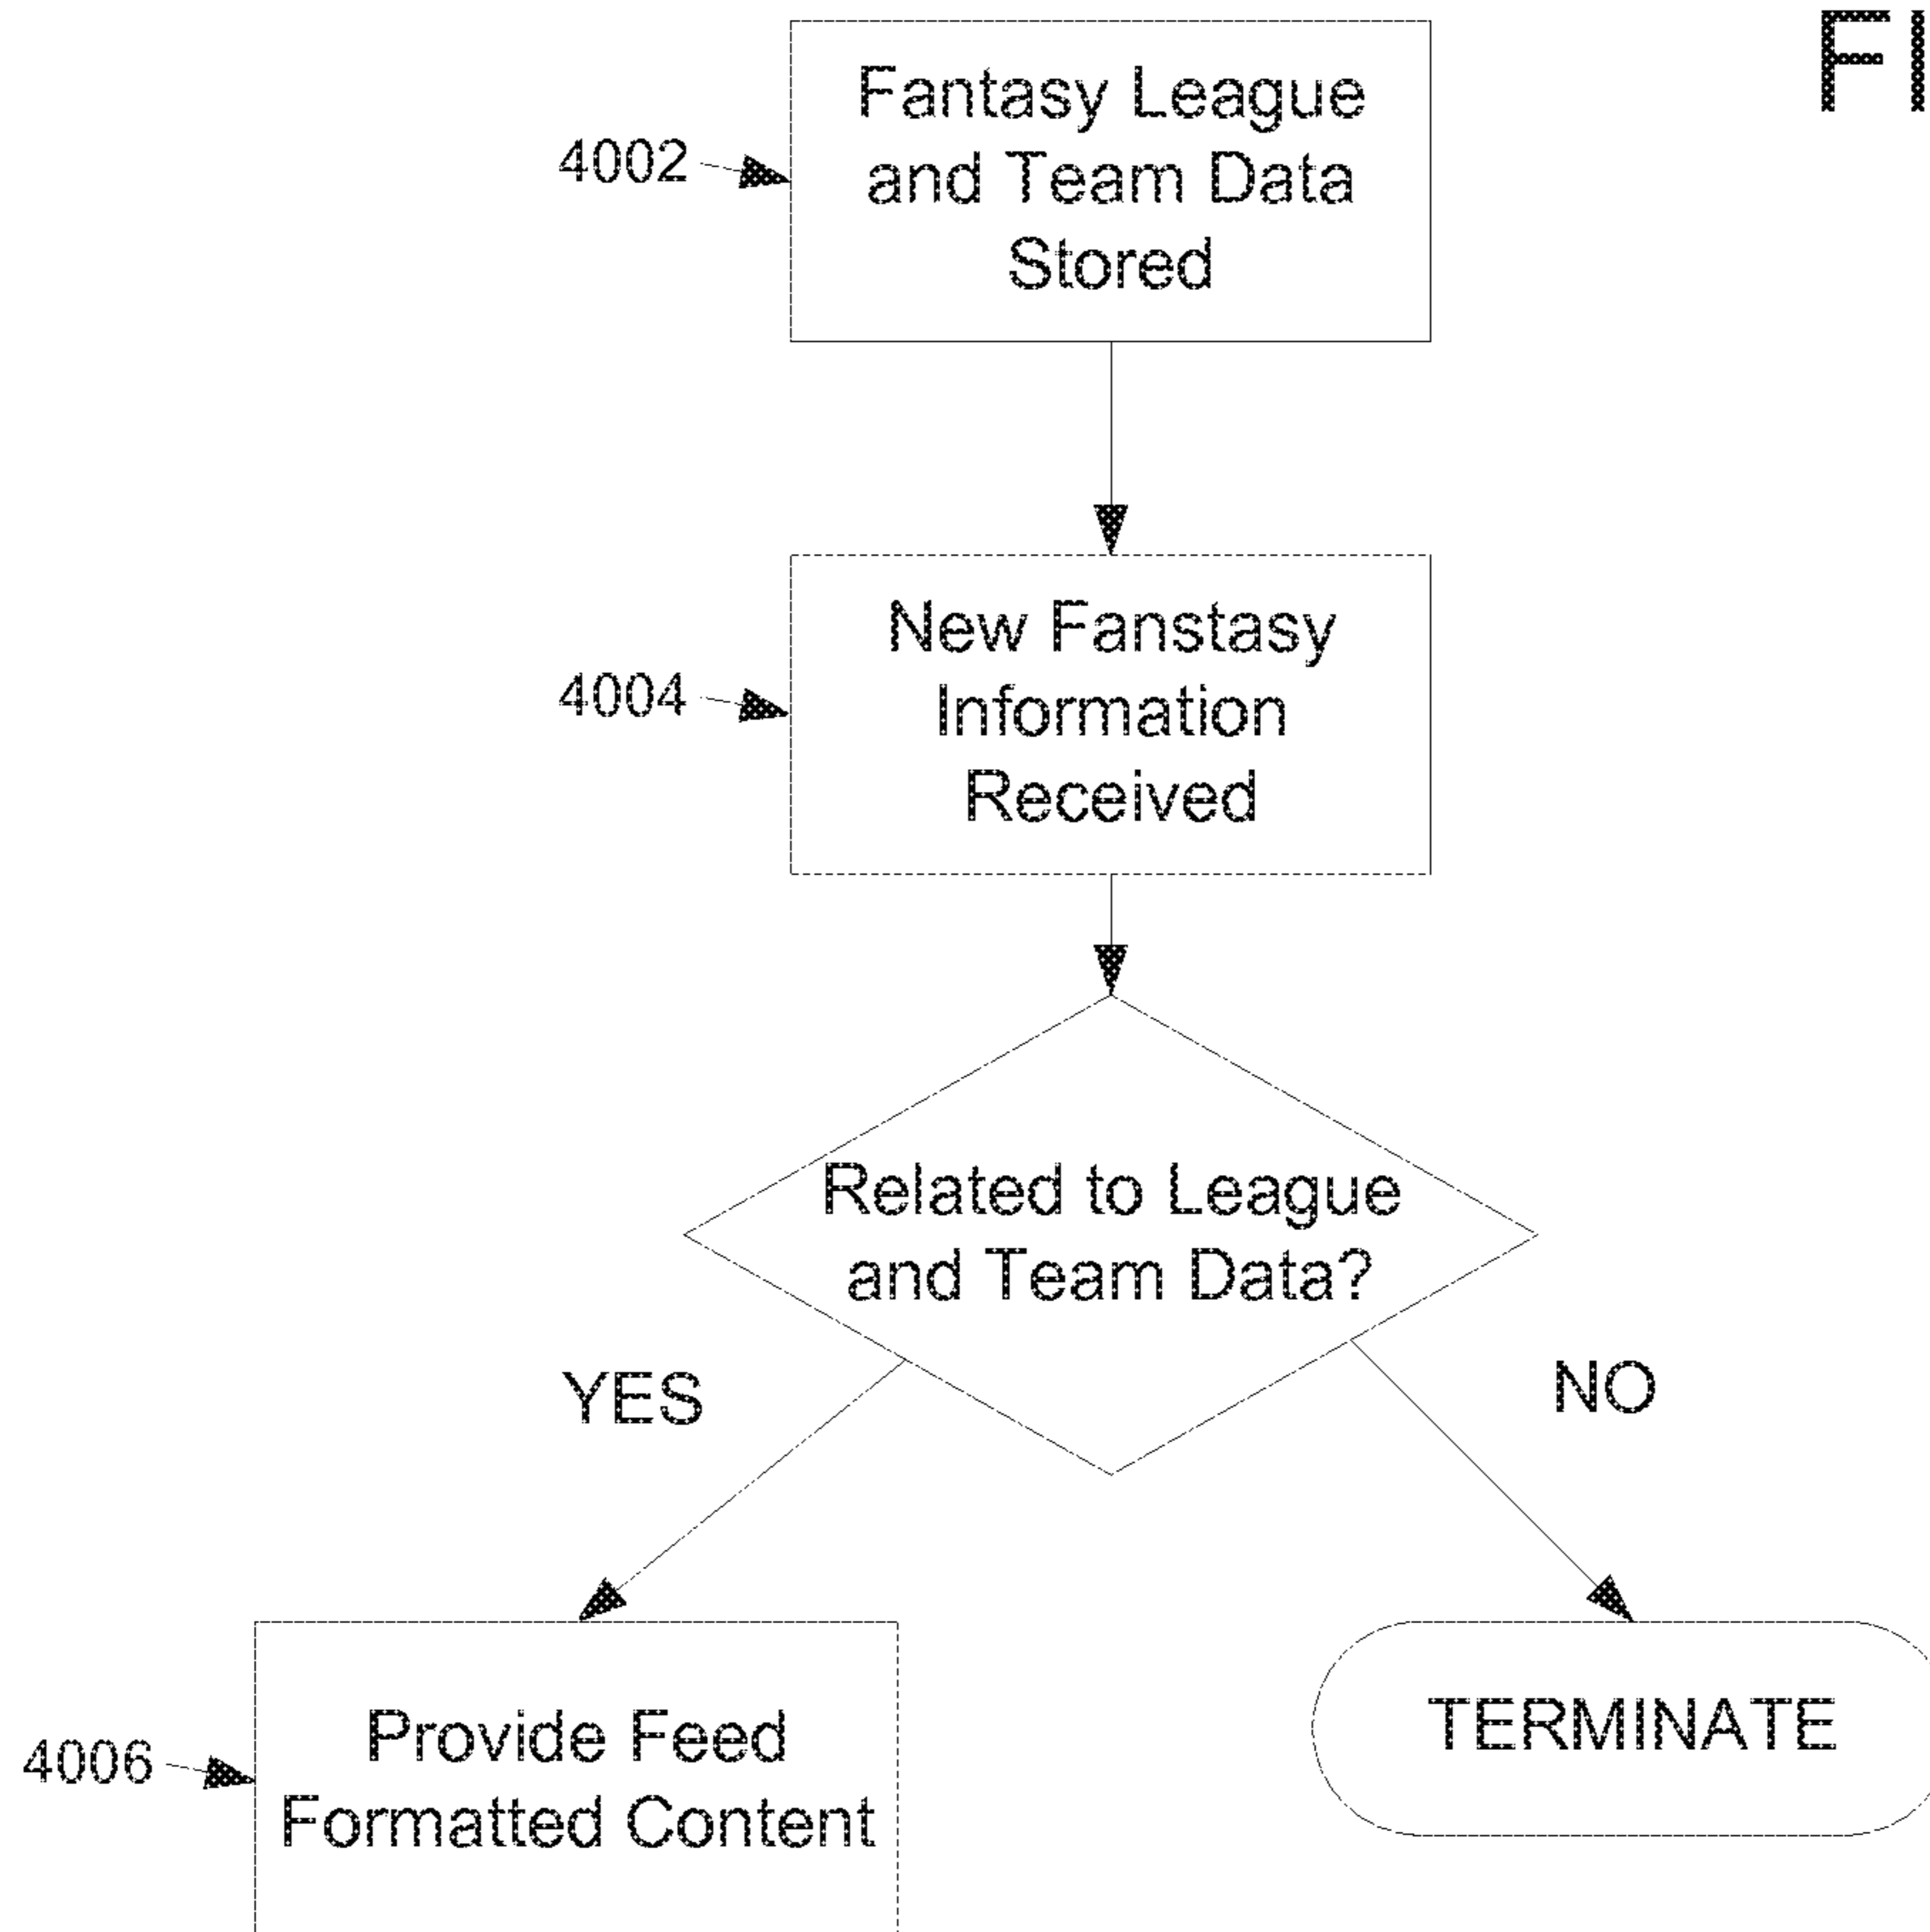 FI
Fantasy League
and Team Data
Stored
4002
New Fanstasy
Information
Received
4004
Related to League
and Team Data?
YES
NO
Provide Feed
Formatted Content
4006
TERMINATE